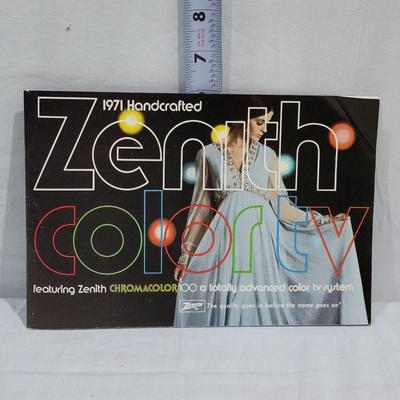 8
7
1971 Handcrafted
Zenith
color tv
featuring Zenith CHROMACOLOR 100 a totally advanced color tv system
ZENITH The quality goes in before the name goes on"